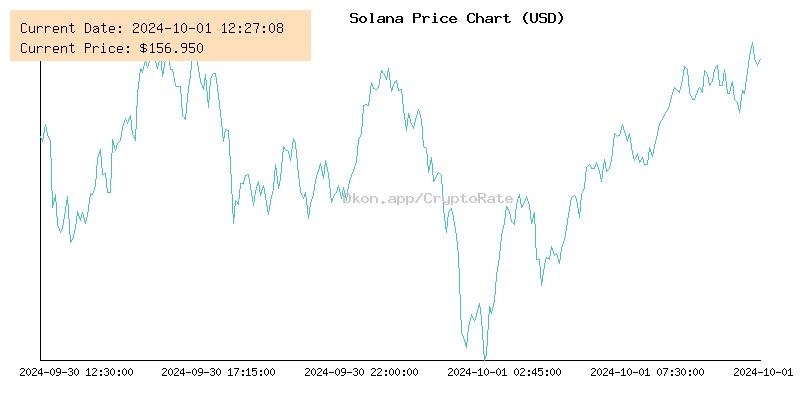 Solana Price Chart (USD)
Current Date: 2024-10-01 12:27:08
Current Price: $156.950
Dkon.app/CryptoRate
2024-09-30 12:30:00 2024-09-30 17:15:00 2024-09-30 22:00:00 2024-10-01 02:45:00 2024-10-01 07:30:00 2024-10-01